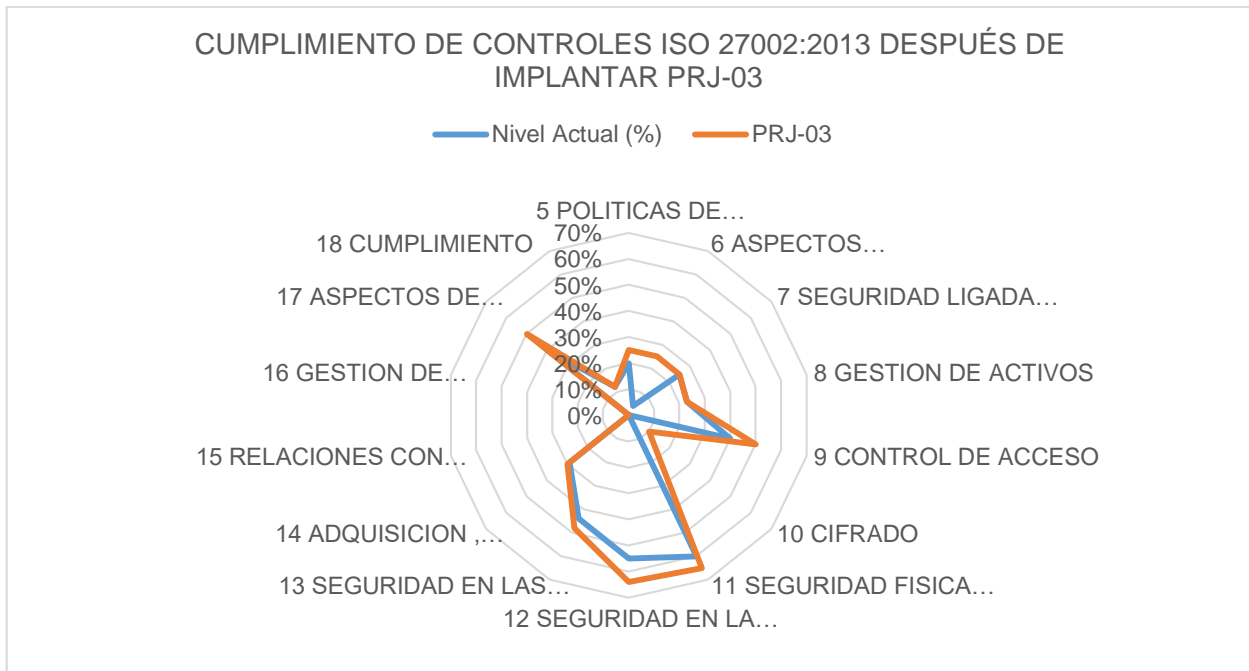 CUMPLIMIENTO DE CONTROLES ISO 27002:2013 DESPUÉS DE
IMPLANTAR PRJ-03
Nivel Actual (%)
PRJ-03
5 POLITICAS DE…
6 ASPECTOS…
7 SEGURIDAD LIGADA…
8 GESTION DE ACTIVOS
9 CONTROL DE ACCESO
10 CIFRADO
11 SEGURIDAD FISICA…
12 SEGURIDAD EN LA…
13 SEGURIDAD EN LAS…
14 ADQUISICION ,…
15 RELACIONES CON…
16 GESTION DE…
17 ASPECTOS DE…
18 CUMPLIMIENTO
70%
60%
50%
40%
30%
20%
10%
0%